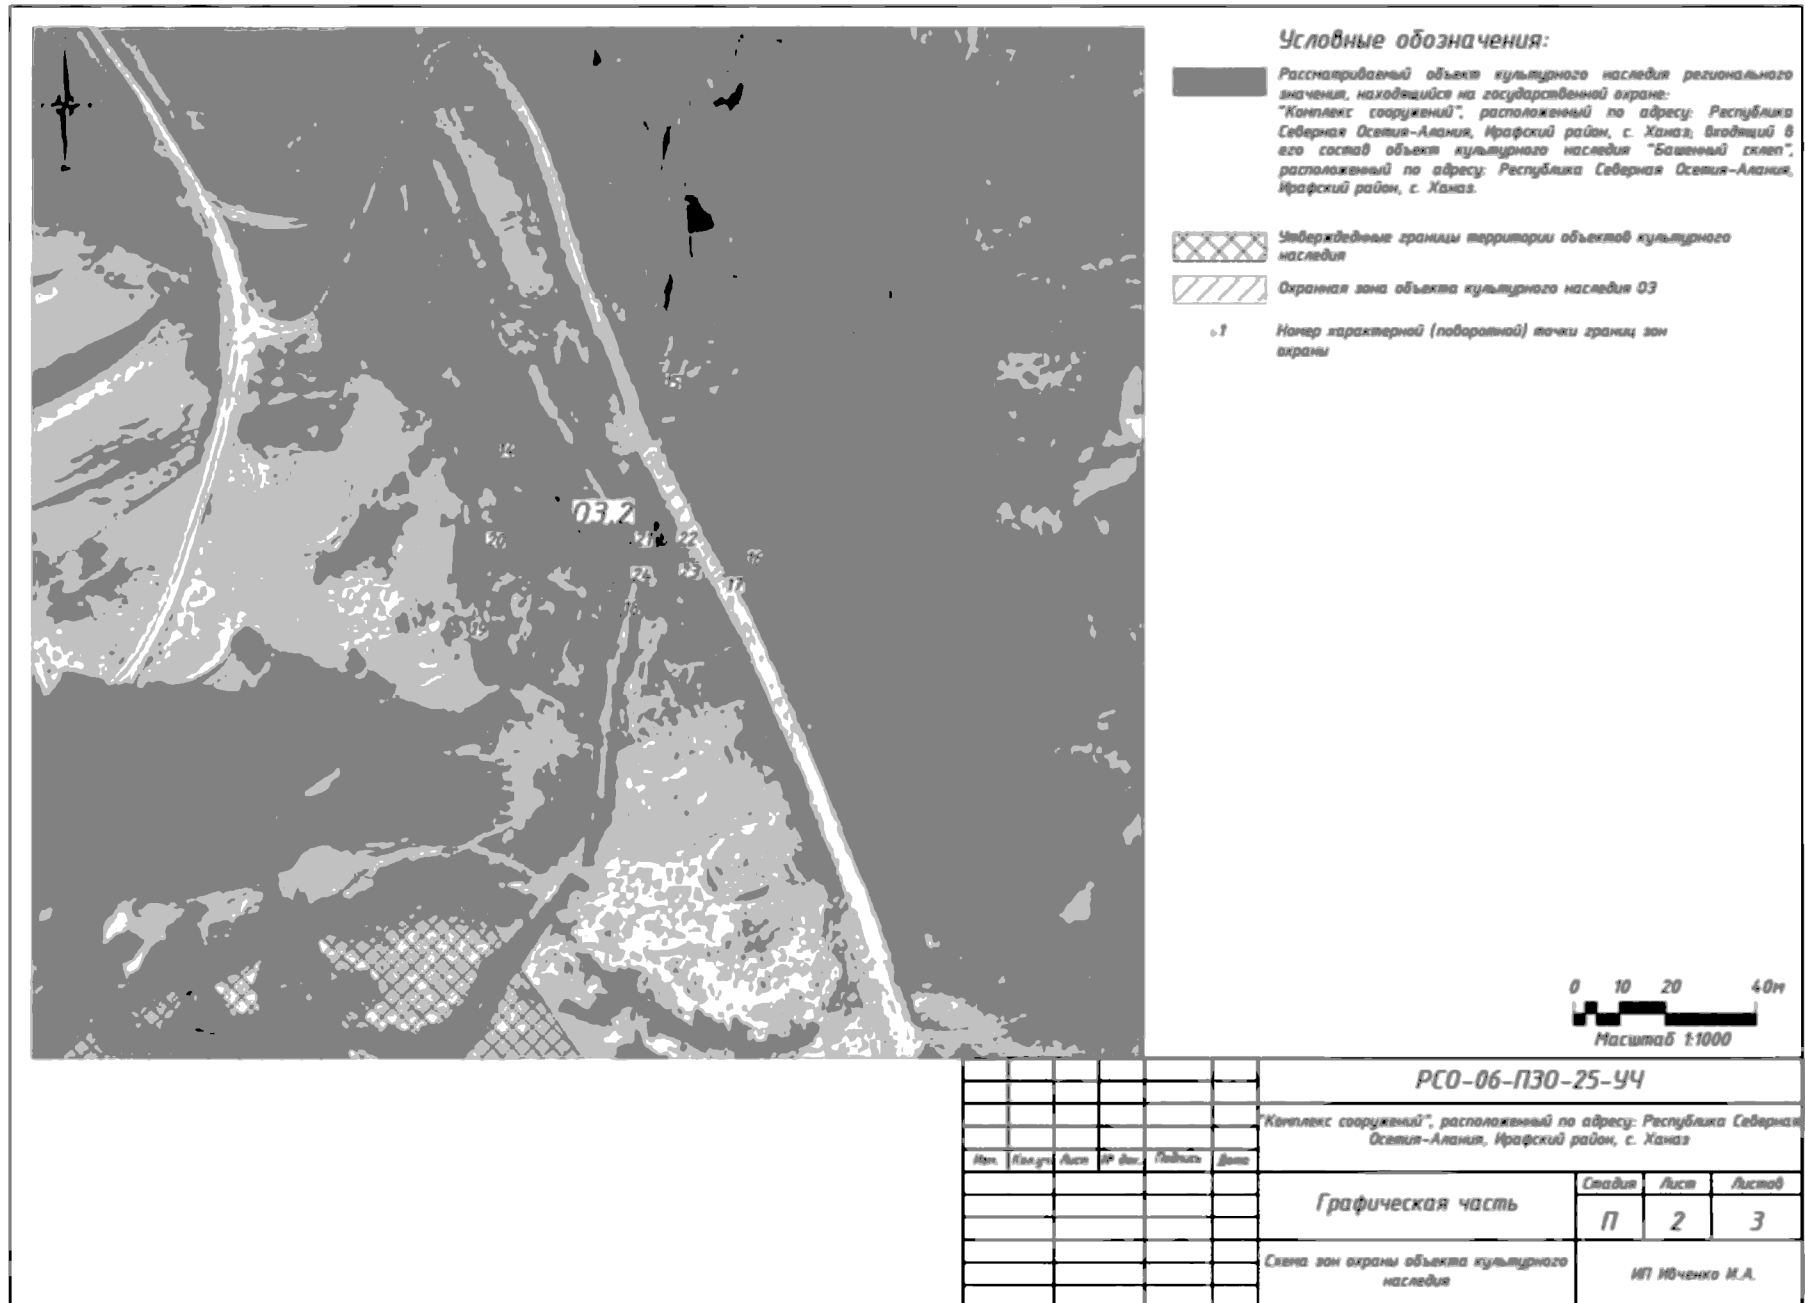 Условные обозначения:
Рассматриваемый объект культурного наследия регионального
значения, находящийся на государственной охране:
"Комплекс сооружений", расположенный по адресу: Республика
Северная Осетия-Алания, Ирафский район, с. Ханаз; входящий в
его состав объект культурного наследия "Башенный склеп",
расположенный по адресу: Республика Северная Осетия-Алания,
Ирафский район, с. Ханаз.
Утвержденные границы территории объектов культурного
наследия
Охранная зона объекта культурного наследия ОЗ
Номер характерной (поворотной) точки границ зон
охраны
15
14
ОЗ.2
20
21
22
16
24
23
17
18
19
0 10 20 40м
Масштаб 1:1000
РСО-06-ПЗО-25-УЧ
"Комплекс сооружений", расположенный по адресу: Республика Северная
Осетия-Алания, Ирафский район, с. Ханаз
Изм. Кол.уч Лист № док. Подпись Дата
Графическая часть
Стадия Лист Листов
П 2 3
Схема зон охраны объекта культурного
наследия
ИП Ивченко И.А.